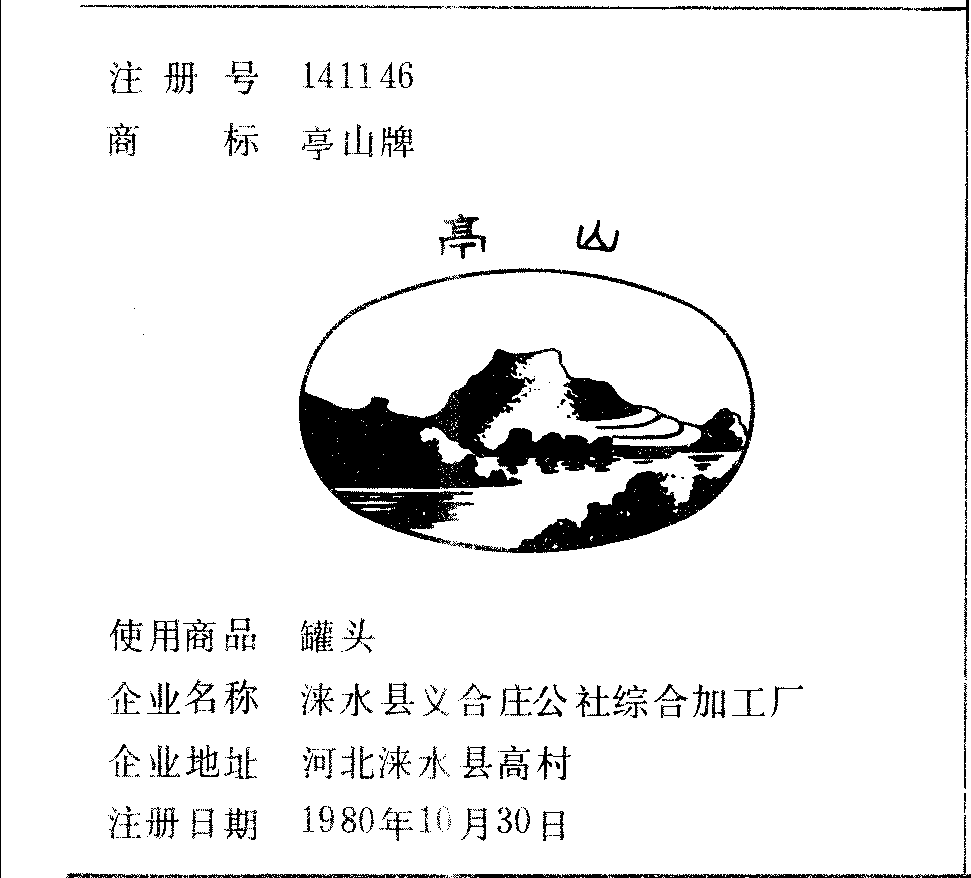 注册号 141146
商标 亭山牌
亭山
使用商品 罐头
企业名称 涞水县义合庄公社综合加工厂
企业地址 河北涞水县高村
注册日期 1980年10月30日